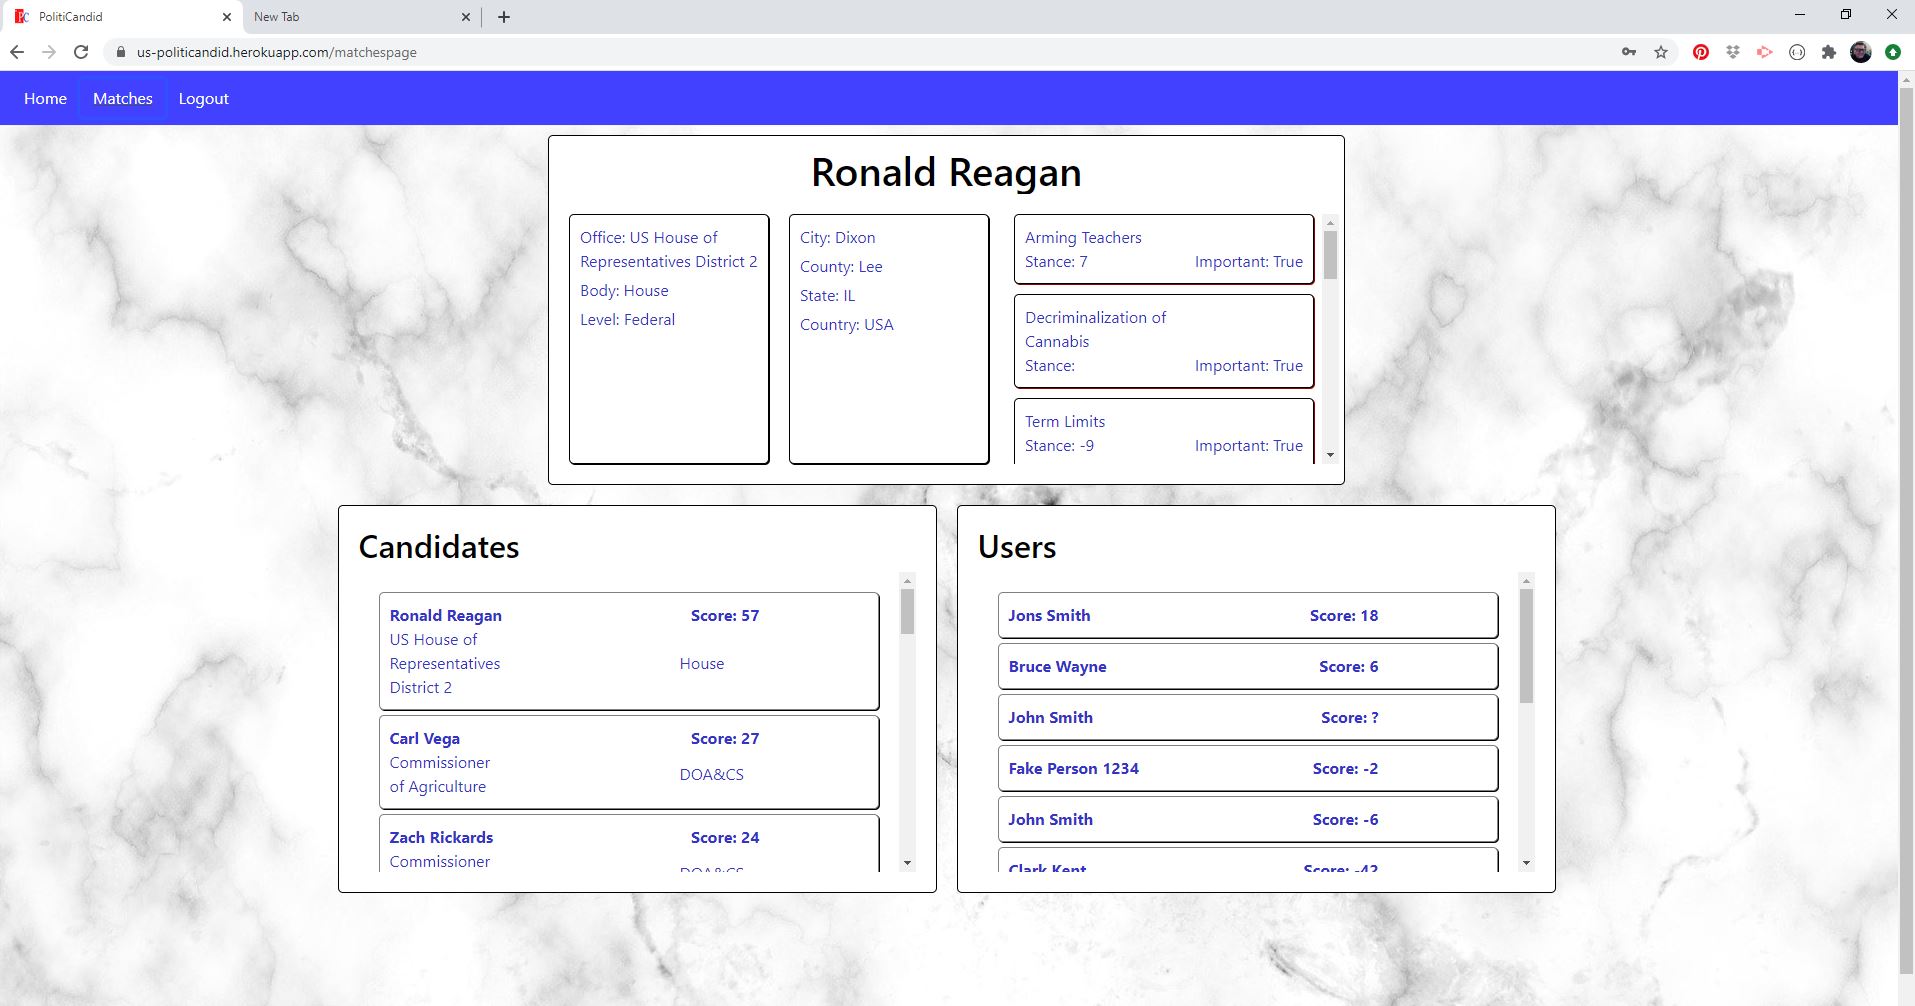 PolitiCandid
New Tab
us-politicandid.herokuapp.com/matchespage
Home
Matches
Logout
Ronald Reagan
Office: US House of
Representatives District 2
Body: House
Level: Federal
City: Dixon
County: Lee
State: IL
Country: USA
Arming Teachers
Stance: 7 Important: True
Decriminalization of
Cannabis
Stance: Important: True
Term Limits
Stance: -9 Important: True
Candidates
Ronald Reagan Score: 57
US House of
Representatives House
District 2
Carl Vega Score: 27
Commissioner
DOA&CS
of Agriculture
Zach Rickards Score: 24
Commissioner
DOA&CS
Users
Jons Smith Score: 18
Bruce Wayne Score: 6
John Smith Score: ?
Fake Person 1234 Score: -2
John Smith Score: -6
Clark Kent Score: -42